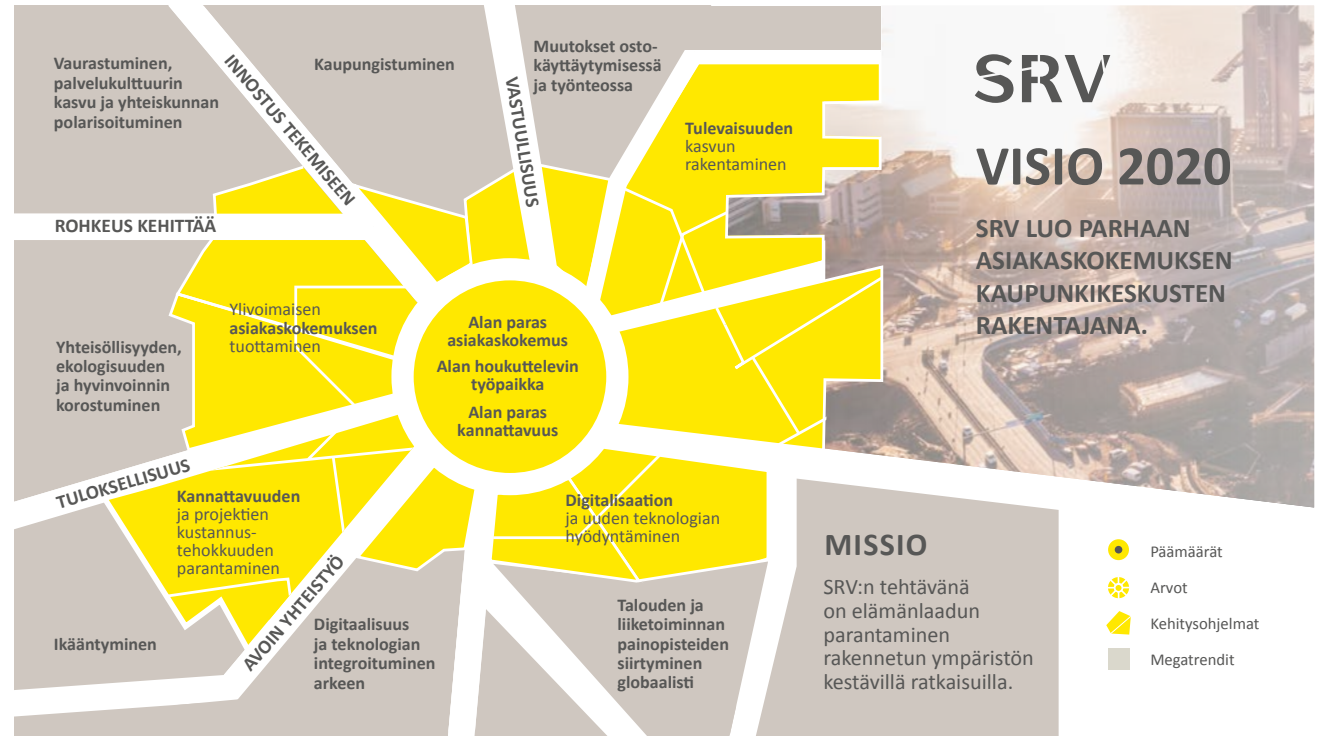 Vaurastuminen,
palvelukulttuurin
kasvu ja yhteiskunnan
polarisoituminen
INNOSTUS TEKEMISEEN
Kaupungistuminen
VASTUULLISUUS
Muutokset osto-
käyttäytymisessä
ja työnteossa
Tulevaisuuden
kasvun
rakentaminen
SRV
VISIO 2020
SRV LUO PARHAAN
ASIAKASKOKEMUKSEN
KAUPUNKIKESKUSTEN
RAKENTAJANA.
ROHKEUS KEHITTÄÄ
Ylivoimaisen
asiakaskokemuksen
tuottaminen
Alan paras
asiakaskokemus
Alan houkuttelevin
työpaikka
Alan paras
kannattavuus
Yhteisöllisyyden,
ekologisuuden
ja hyvinvoinnin
korostuminen
TULOKSELLISUUS
Kannattavuuden
ja projektien
kustannus-
tehokkuuden
parantaminen
Digitalisaation
ja uuden teknologian
hyödyntäminen
AVOIN YHTEISTYÖ
Ikääntyminen
Digitaalisuus
ja teknologian
integroituminen
arkeen
Talouden ja
liiketoiminnan
painopisteiden
siirtyminen
globaalisti
MISSIO
SRV:n tehtävänä
on elämänlaadun
parantaminen
rakennetun ympäristön
kestävillä ratkaisuilla.
Päämäärät
Arvot
Kehitysohjelmat
Megatrendit